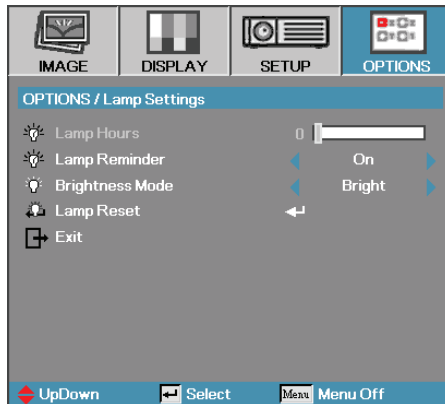 IMAGE DISPLAY SETUP OPTIONS
OPTIONS / Lamp Settings
Lamp Hours 0
Lamp Reminder On
Brightness Mode Bright
Lamp Reset
Exit
UpDown Select Menu Menu Off